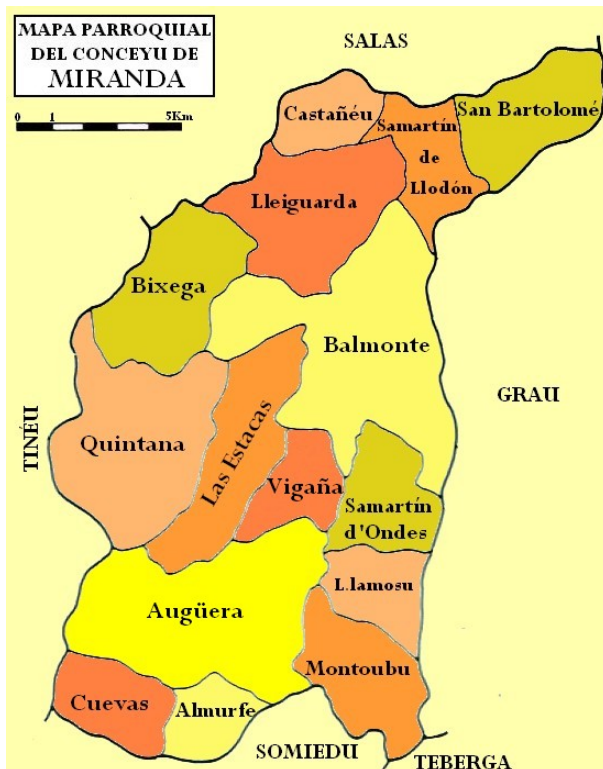 MAPA PARROQUIAL
DEL CONCEYU DE
MIRANDA
0 1 5Km
SALAS
Castañéu
San Bartolomé
Samartín
de
Llodón
Lleiguarda
Bixega
Balmonte
GRAU
TINÉU
Quintana
Las Estacas
Vigaña
Samartín
d'Ondes
L.lamosu
Augüera
Montoubu
Cuevas
Almurfe
SOMIEDU
TEBERGA